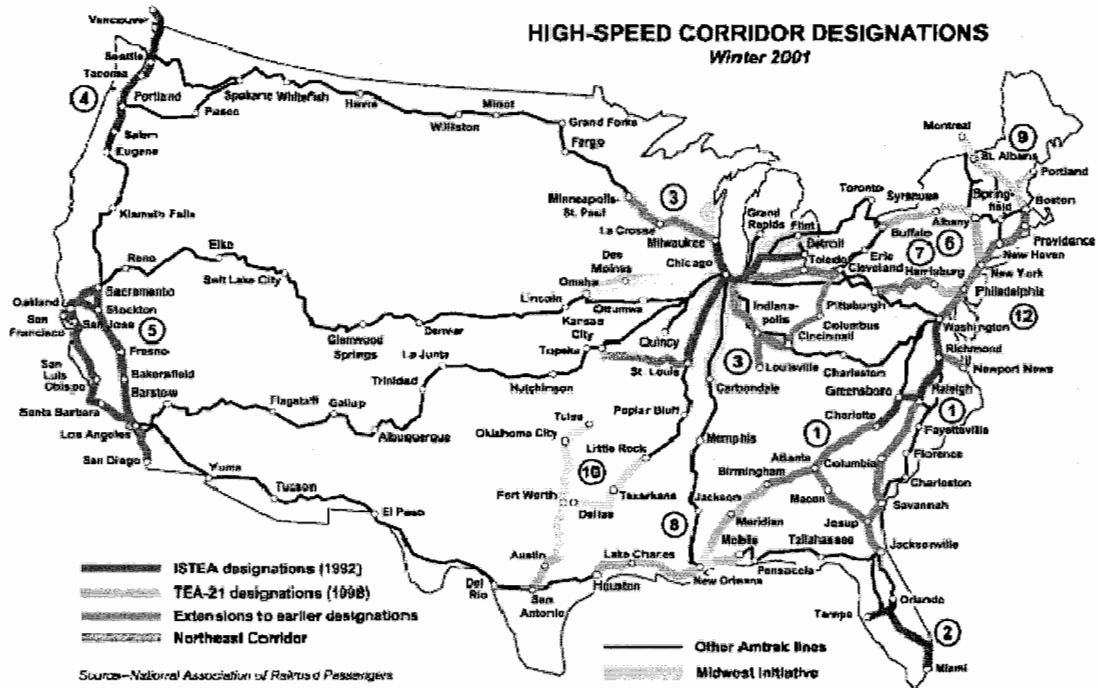 HIGH-SPEED CORRIDOR DESIGNATIONS
Winter 2001
Vancouver
Seattle
Tacoma
4
Portland
Pasco
Spokane
Whitefish
Havre
Williston
Minot
Grand Forks
Fargo
Salem
Eugene
Klamath Falls
Minneapolis-
St. Paul
3
La Crosse
Milwaukee
Chicago
Grand
Rapids
Flint
Detroit
Toledo
Toronto
Syracuse
Buffalo
Erie
Cleveland
7
6
Albany
Montreal
9
St. Albans
Portland
Spring-
field
Boston
Providence
New Haven
New York
Philadelphia
12
Harrisburg
Pittsburgh
Washington
Richmond
Newport News
Reno
Elko
Salt Lake City
Sacramento
Oakland
Stockton
San
Francisco
San Jose
5
Fresno
San
Luis
Obispo
Bakersfield
Barstow
Santa Barbara
Los Angeles
San Diego
Glenwood
Springs
Denver
La Junta
Trinidad
Lincoln
Omaha
Des
Moines
Ottumwa
Kansas
City
Topeka
Hutchinson
Quincy
St. Louis
Indiana-
polis
Columbus
Cincinnati
3
Louisville
Charleston
Carbondale
Poplar Bluff
Flagstaff
Gallup
Albuquerque
Yuma
Tucson
El Paso
Tulsa
Oklahoma City
Little Rock
10
Texarkana
Fort Worth
Dallas
Memphis
Greensboro
Raleigh
Charlotte
1
1
Fayetteville
Florence
Charleston
Atlanta
Columbia
Birmingham
Macon
Savannah
Jackson
Meridian
Jesup
8
Mobile
Tallahassee
Jacksonville
Austin
Lake Charles
New Orleans
Pensacola
Houston
Del
Rio
San
Antonio
Orlando
Tampa
2
Miami
ISTEA designations (1992)
TEA-21 designations (1998)
Extensions to earlier designations
Northeast Corridor
Other Amtrak lines
Midwest Initiative
Source--National Association of Railroad Passengers